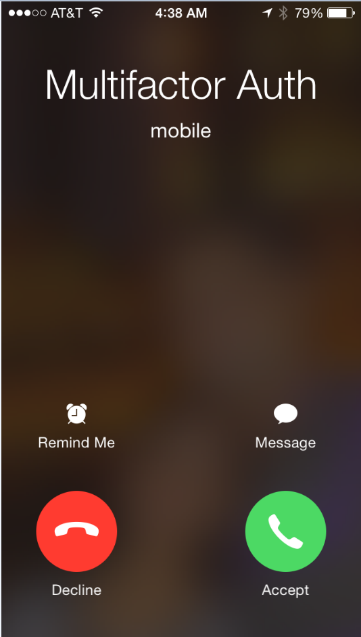 AT&T 4:38 AM 79%
Multifactor Auth
mobile
Remind Me Message
Decline Accept